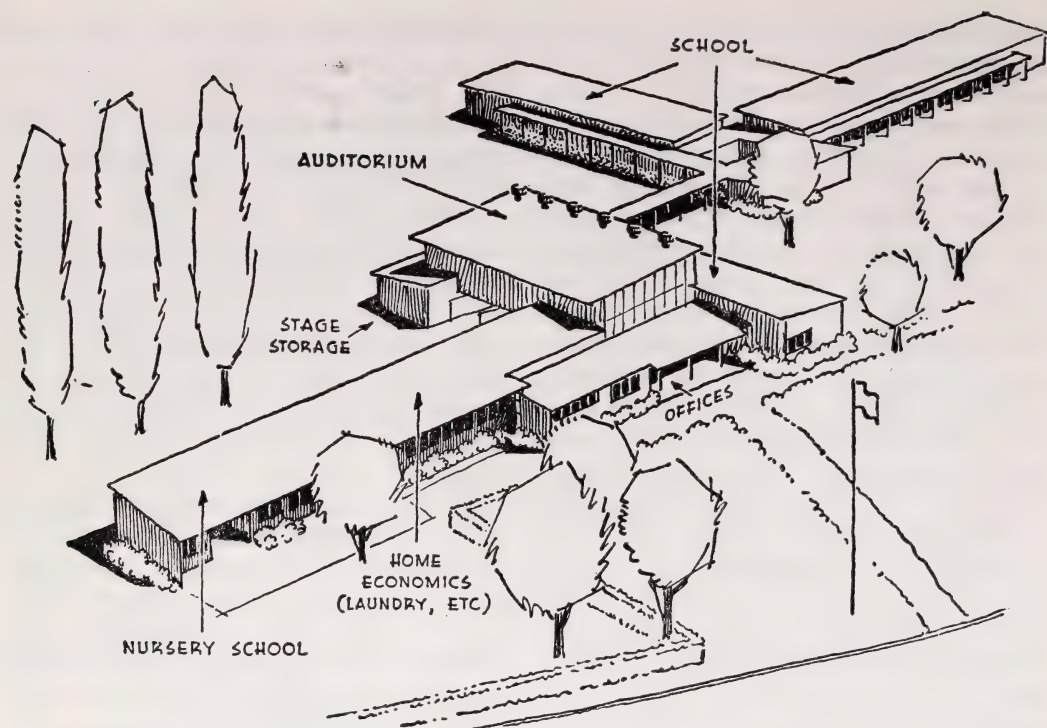 SCHOOL
AUDITORIUM
STAGE
STORAGE
OFFICES
HOME
ECONOMICS
(LAUNDRY, ETC)
NURSERY SCHOOL